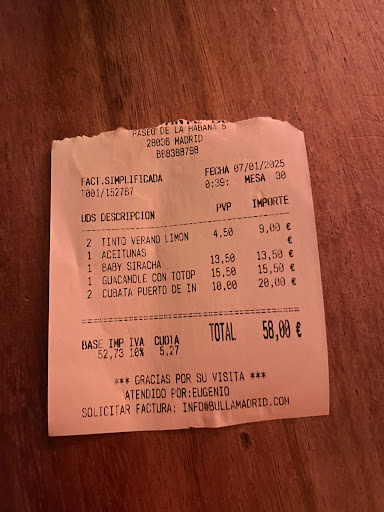 PASEO DE LA HABANA 5
28036 MADRID
FACT.SIMPLIFICADA
FECHA 07/01/2025
T001/152787
0:39: MESA 30
UDS DESCRIPCION PVP IMPORTE
2 TINTO VERANO LIMON 4,50 9,00 €
1 ACEITUNAS €
1 BABY SIRACHA 13,50 13,50 €
1 GUACAMOLE CON TOTOP 15,50 15,50 €
2 CUBATA PUERTO DE IN 10,00 20,00 €
BASE IMP IVA CUOTA
52,73 10% 5,27
TOTAL 58,00 €
*** GRACIAS POR SU VISITA ***
ATENDIDO POR:EUGENIO
SOLICITAR FACTURA: INFO@BULLAMADRID.COM